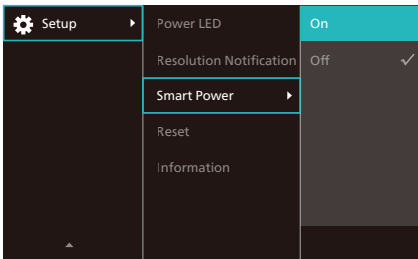 Setup
Power LED
Resolution Notification
Smart Power
Reset
Information
On
Off